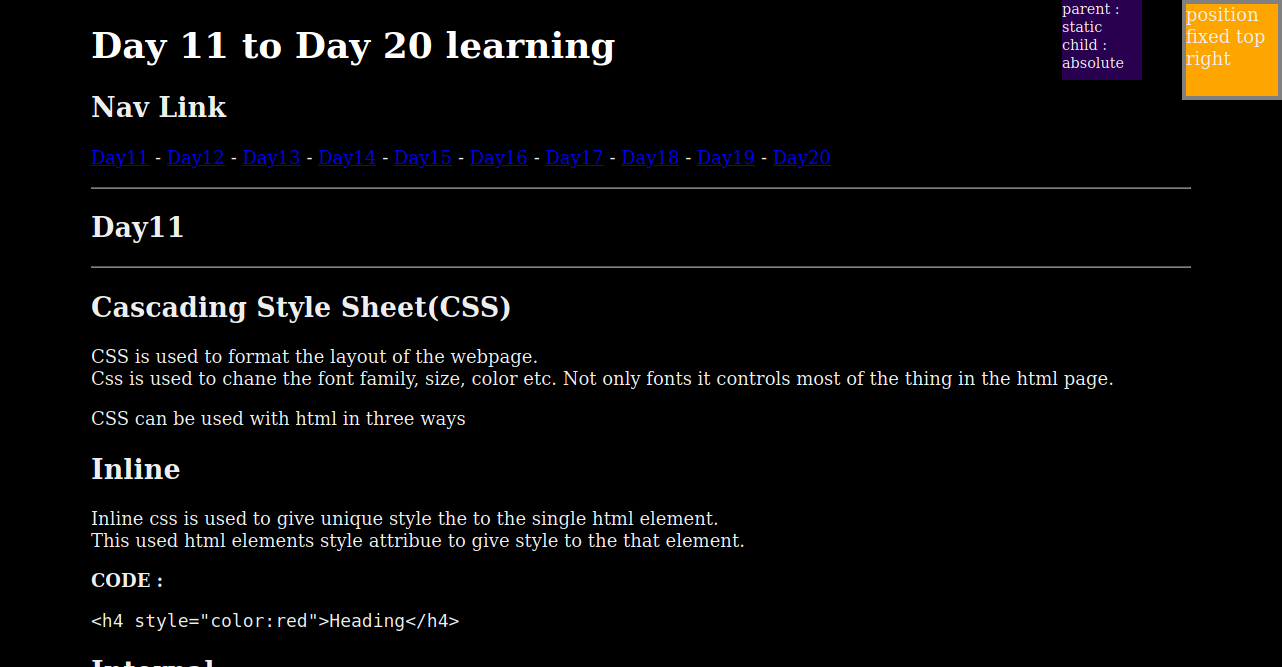 Day 11 to Day 20 learning
parent :
static
child :
absolute
position
fixed top
right
Nav Link
Day11 - Day12 - Day13 - Day14 - Day15 - Day16 - Day17 - Day18 - Day19 - Day20
Day11
Cascading Style Sheet(CSS)
CSS is used to format the layout of the webpage.
Css is used to chane the font family, size, color etc. Not only fonts it controls most of the thing in the html page.
CSS can be used with html in three ways
Inline
Inline css is used to give unique style the to the single html element.
This used html elements style attribue to give style to the that element.
CODE :
<h4 style="color:red">Heading</h4>
Internal